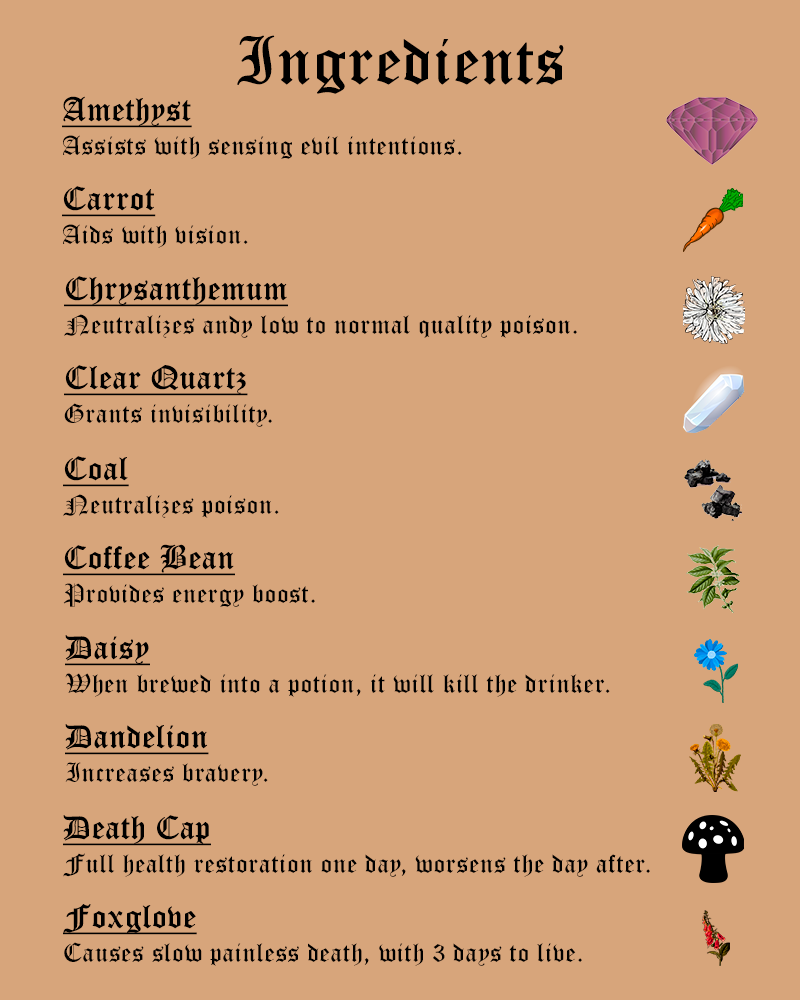 Ingredients
Amethyst
Assists with sensing evil intentions.
Carrot
Aids with vision.
Chrysanthemum
Neutralizes andy low to normal quality poison.
Clear Quartz
Grants invisibility.
Coal
Neutralizes poison.
Coffee Bean
Provides energy boost.
Daisy
When brewed into a potion, it will kill the drinker.
Dandelion
Increases bravery.
Death Cap
Full health restoration one day, worsens the day after.
Foxglove
Causes slow painless death, with 3 days to live.